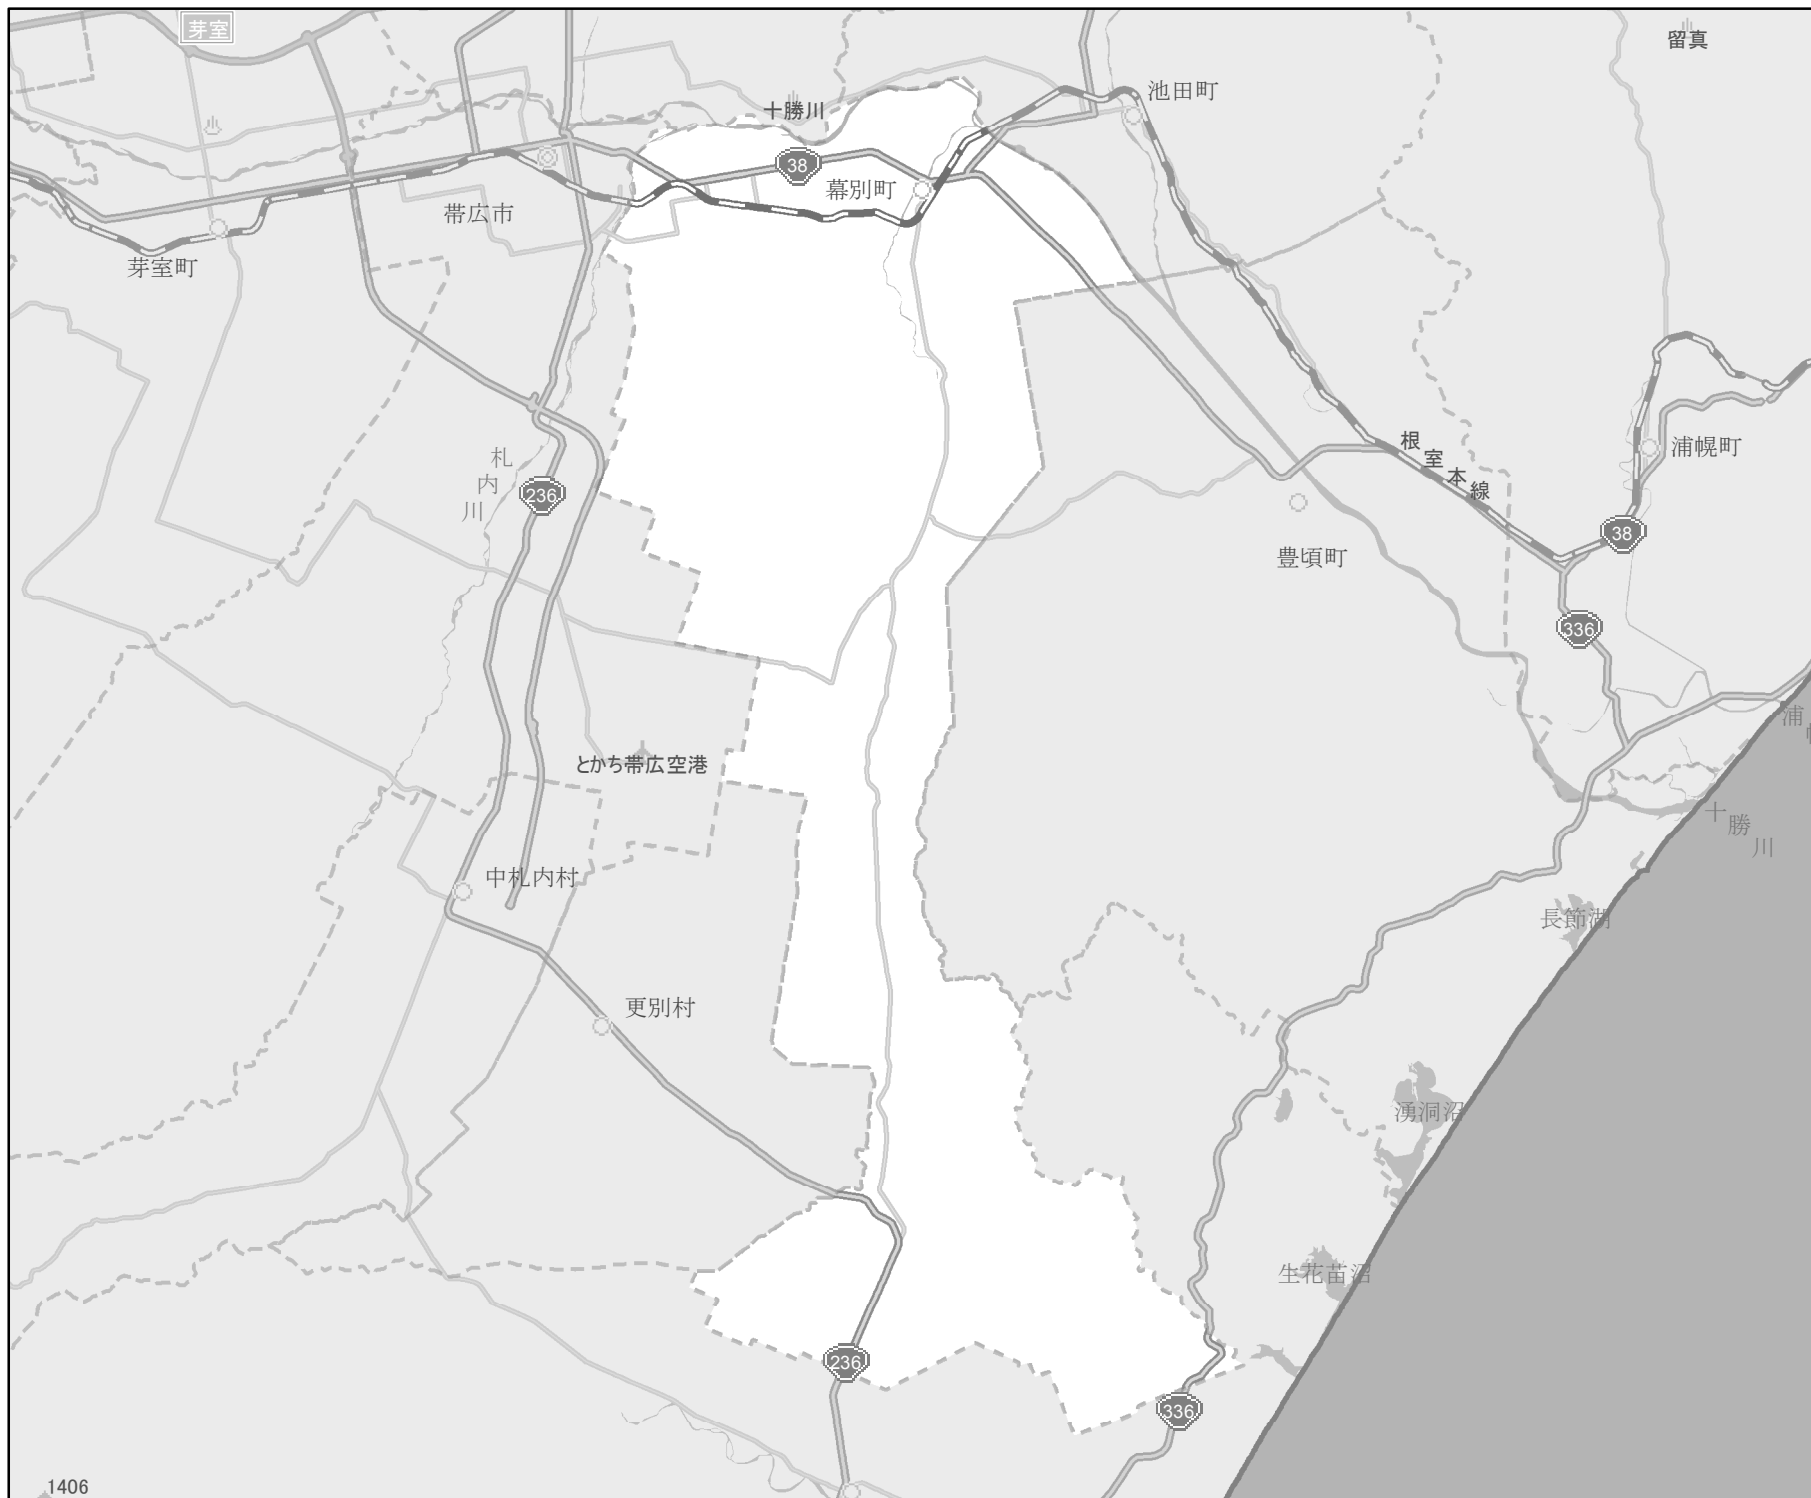 芽室
留真
池田町
十勝川
38
幕別町
帯広市
芽室町
根室本線
浦幌町
札内川
236
38
豊頃町
336
浦
とかち帯広空港
十勝川
中札内村
長節湖
更別村
湧洞沼
生花苗沼
236
336
1406